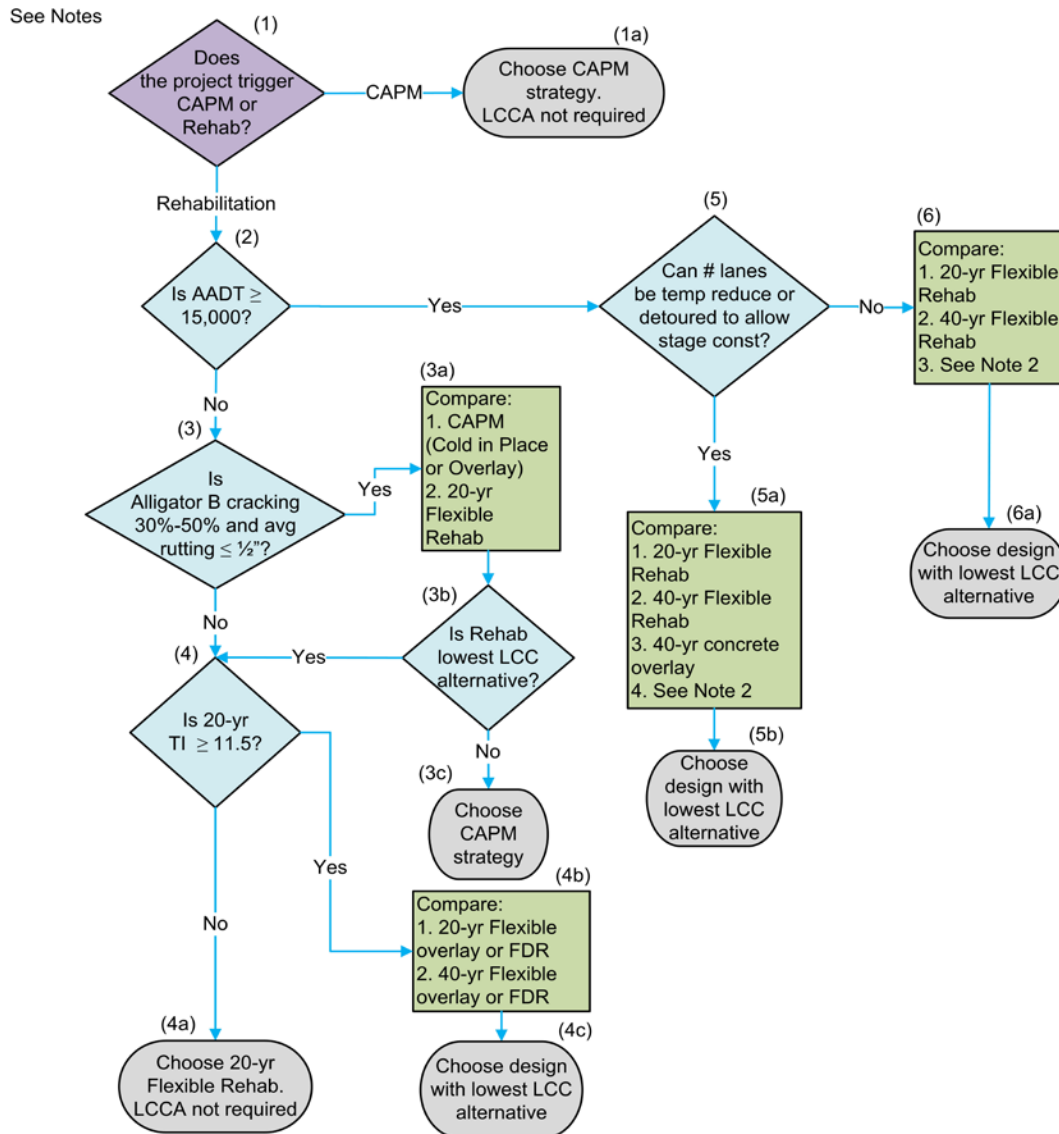 See Notes
(1)
Does
the project trigger
CAPM or
Rehab?
CAPM
(1a)
Choose CAPM
strategy.
LCCA not required
Rehabilitation
(2)
Is AADT ≥
15,000?
Yes
(5)
Can # lanes
be temp reduce or
detoured to allow
stage const?
No
(6)
Compare:
1. 20-yr Flexible
Rehab
2. 40-yr Flexible
Rehab
3. See Note 2
(6a)
Choose design
with lowest LCC
alternative
Yes
(5a)
Compare:
1. 20-yr Flexible
Rehab
2. 40-yr Flexible
Rehab
3. 40-yr concrete
overlay
4. See Note 2
(5b)
Choose
design with
lowest LCC
alternative
No
(3)
Is
Alligator B cracking
30%-50% and avg
rutting ≤ ½”?
Yes
(3a)
Compare:
1. CAPM
(Cold in Place
or Overlay)
2. 20-yr
Flexible
Rehab
(3b)
Is Rehab
lowest LCC
alternative?
Yes
No
(3c)
Choose
CAPM
strategy
No
(4)
Is 20-yr
TI ≥ 11.5?
Yes
(4b)
Compare:
1. 20-yr Flexible
overlay or FDR
2. 40-yr Flexible
overlay or FDR
(4c)
Choose design
with lowest LCC
alternative
No
(4a)
Choose 20-yr
Flexible Rehab.
LCCA not required